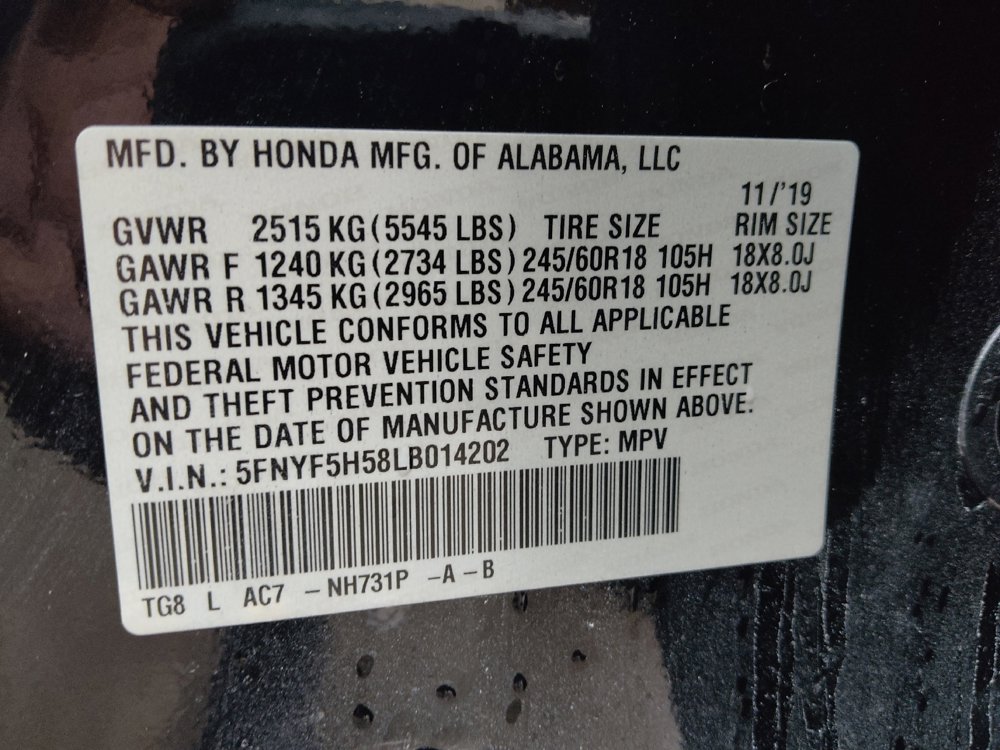 MFD. BY HONDA MFG. OF ALABAMA, LLC
11/'19
GVWR 2515 KG (5545 LBS) TIRE SIZE RIM SIZE
GAWR F 1240 KG (2734 LBS) 245/60R18 105H 18X8.0J
GAWR R 1345 KG (2965 LBS) 245/60R18 105H 18X8.0J
THIS VEHICLE CONFORMS TO ALL APPLICABLE
FEDERAL MOTOR VEHICLE SAFETY
AND THEFT PREVENTION STANDARDS IN EFFECT
ON THE DATE OF MANUFACTURE SHOWN ABOVE.
V.I.N.: 5FNYF5H58LB014202 TYPE: MPV
TG8 L AC7 – NH731P – A – B